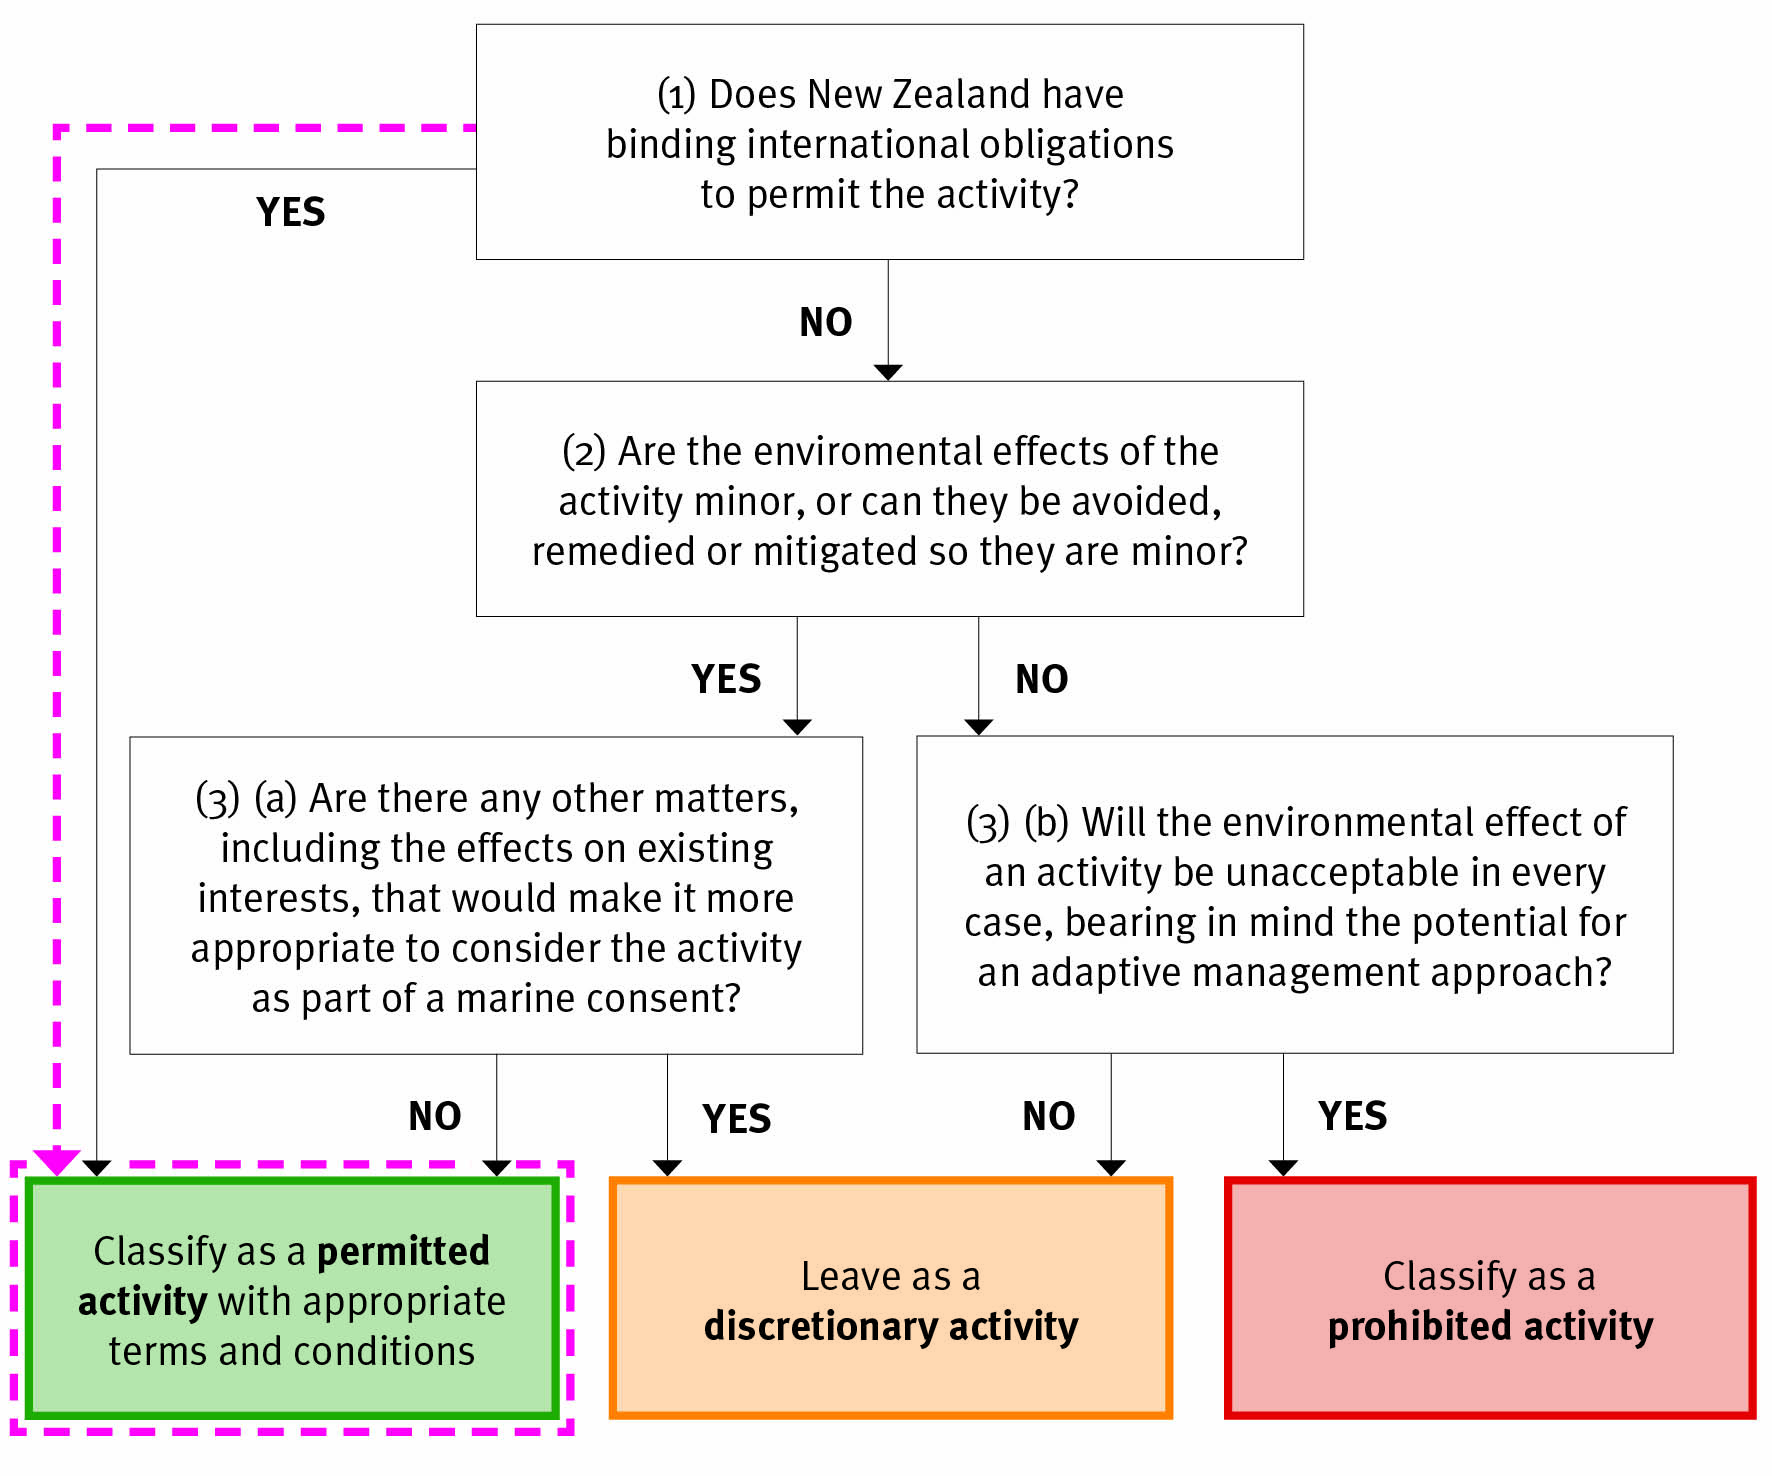 (1) Does New Zealand have
binding international obligations
to permit the activity?
YES
NO
(2) Are the enviromental effects of the
activity minor, or can they be avoided,
remedied or mitigated so they are minor?
YES
NO
(3) (a) Are there any other matters,
including the effects on existing
interests, that would make it more
appropriate to consider the activity
as part of a marine consent?
(3) (b) Will the environmental effect of
an activity be unacceptable in every
case, bearing in mind the potential for
an adaptive management approach?
NO
YES
NO
YES
Classify as a permitted
activity with appropriate
terms and conditions
Leave as a
discretionary activity
Classify as a
prohibited activity